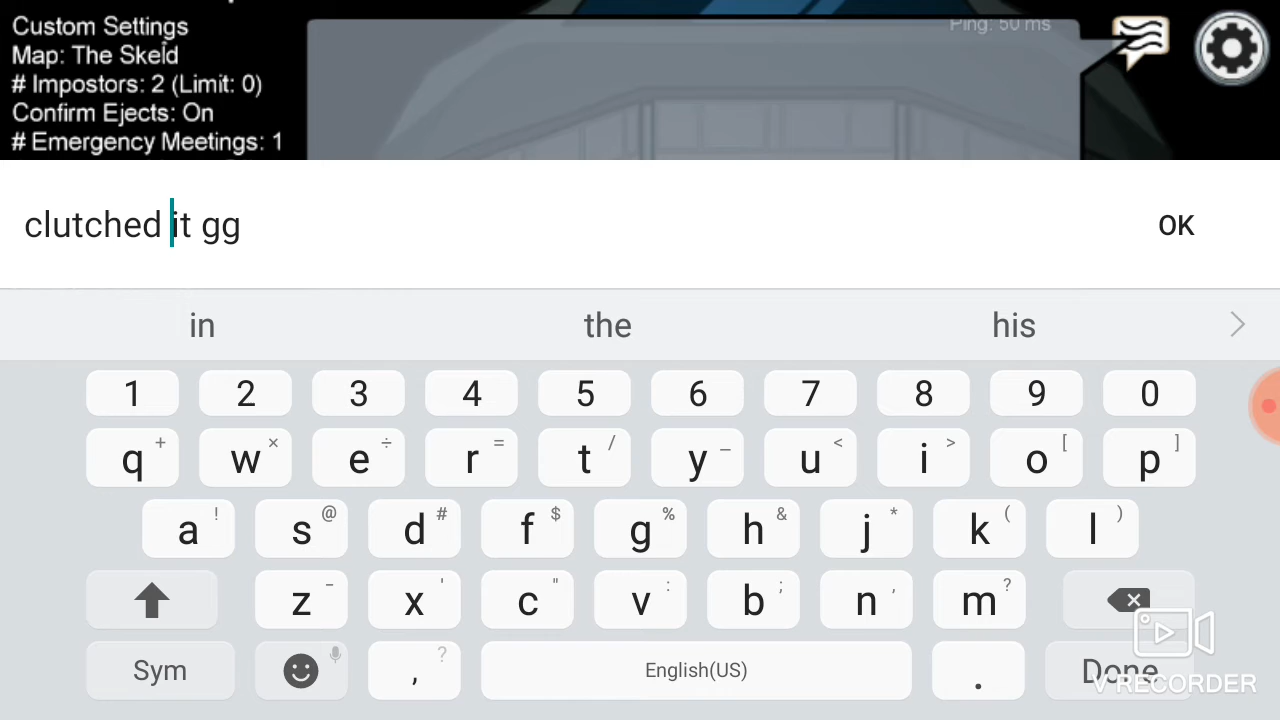 Custom Settings
Map: The Skeld
# Impostors: 2 (Limit: 0)
Confirm Ejects: On
# Emergency Meetings: 1
Ping: 50 ms
clutched it gg
OK
in the his
1 2 3 4 5 6 7 8 9 0
q + w × e ÷ r = t / y _ u < i > o [ p ]
a ! s @ d # f $ g % h & j * k ( l )
z - x ' c " v : b ; n , m ?
Sym , ? English(US) . Done
V RECORDER